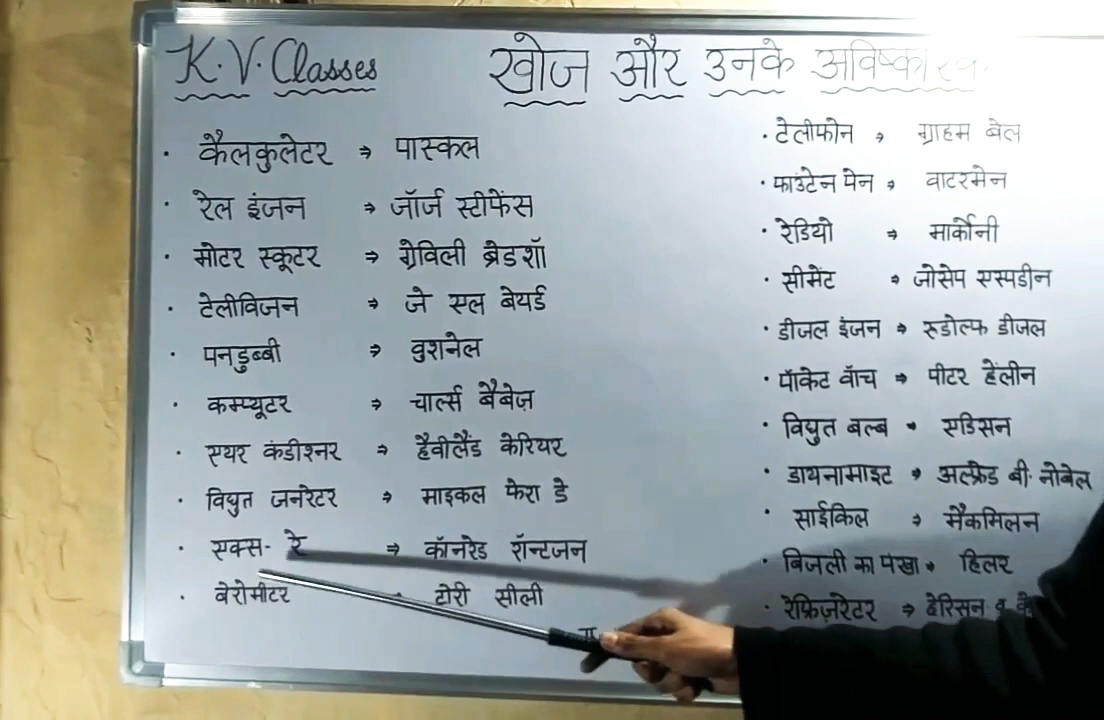 K. V. Classes
खोज और उनके अविष्कारक
· कैलकुलेटर ⇒ पास्कल
· रेल इंजन ⇒ जॉर्ज स्टीफेंस
· मोटर स्कूटर ⇒ ग्रेविली ब्रेडशॉ
· टेलीविजन ⇒ जे एल बेयर्ड
· पनडुब्बी ⇒ वुशनेल
· कम्प्यूटर ⇒ चार्ल्स बैबेज़
· एयर कंडीश्नर ⇒ हैवीलैंड केरियर
· विद्युत जनरेटर ⇒ माइकल फेरा डे
· एक्स-रे ⇒ कॉनरेड रॉन्टजन
· बेरोमीटर टोरी सीली
· टेलीफोन ⇒ ग्राहम बेल
· फाउंटेन पेन ⇒ वाटरमेन
· रेडियो ⇒ मार्कोनी
· सीमेंट ⇒ जोसेप एस्पडीन
· डीजल इंजन ⇒ रूडोल्फ डीजल
· पॉकेट वॉच ⇒ पीटर हेंलीन
· विद्युत बल्ब ⇒ एडिसन
· डायनामाइट ⇒ अल्फ्रेड बी. नोबेल
· साईकिल ⇒ मैकमिलन
· बिजली का पंखा ⇒ हिलर
· रेफ्रिज़रेटर ⇒ हेरिसन व